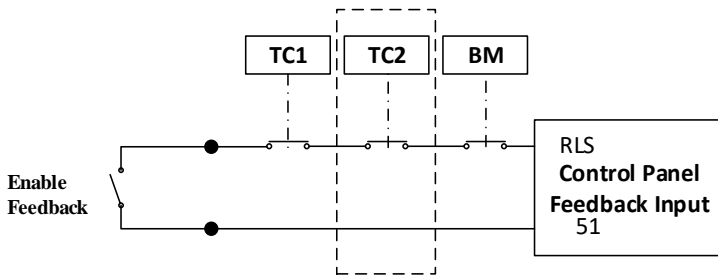 TC1 TC2 BM
RLS
Control Panel
Feedback Input
51
Enable
Feedback